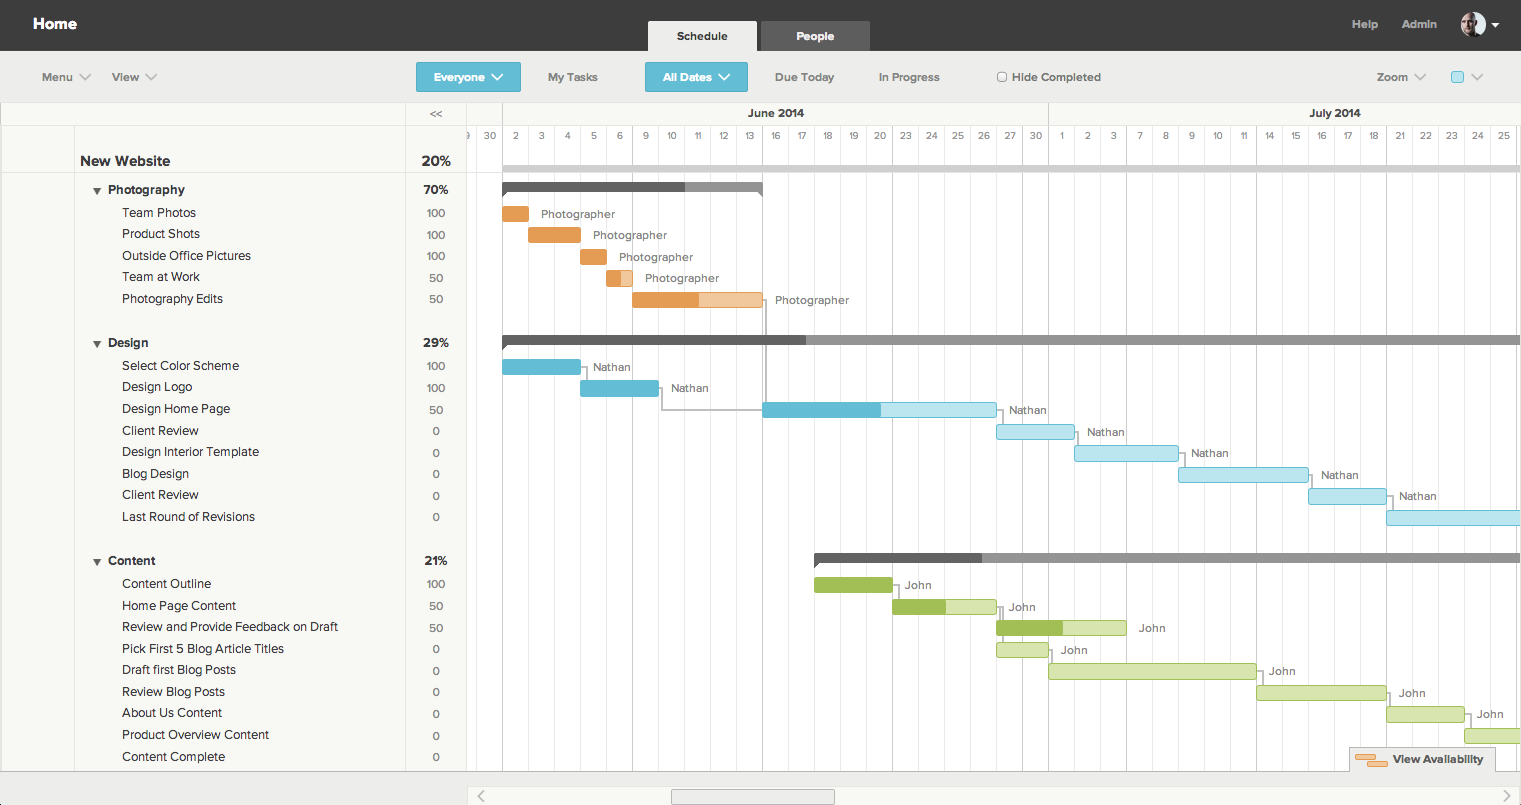 Home
Schedule
People
Help
Admin
Menu
View
Everyone
My Tasks
All Dates
Due Today
In Progress
Hide Completed
Zoom
<<
June 2014
July 2014
30 2 3 4 5 6 9 10 11 12 13 16 17 18 19 20 23 24 25 26 27 30 1 2 3 4 7 8 9 10 11 14 15 16 17 18 21 22 23 24 25
New Website 20%
Photography 70%
Team Photos 100 Photographer
Product Shots 100 Photographer
Outside Office Pictures 100 Photographer
Team at Work 50 Photographer
Photography Edits 50 Photographer
Design 29%
Select Color Scheme 100 Nathan
Design Logo 100 Nathan
Design Home Page 50 Nathan
Client Review 0 Nathan
Design Interior Template 0 Nathan
Blog Design 0 Nathan
Client Review 0 Nathan
Last Round of Revisions 0
Content 21%
Content Outline 100 John
Home Page Content 50 John
Review and Provide Feedback on Draft 50 John
Pick First 5 Blog Article Titles 0 John
Draft first Blog Posts 0 John
Review Blog Posts 0 John
About Us Content 0 John
Product Overview Content 0
Content Complete 0
View Availability